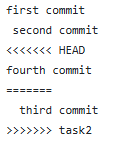 first commit
 second commit
<<<<<<< HEAD
fourth commit
=======
  third commit
>>>>>>> task2